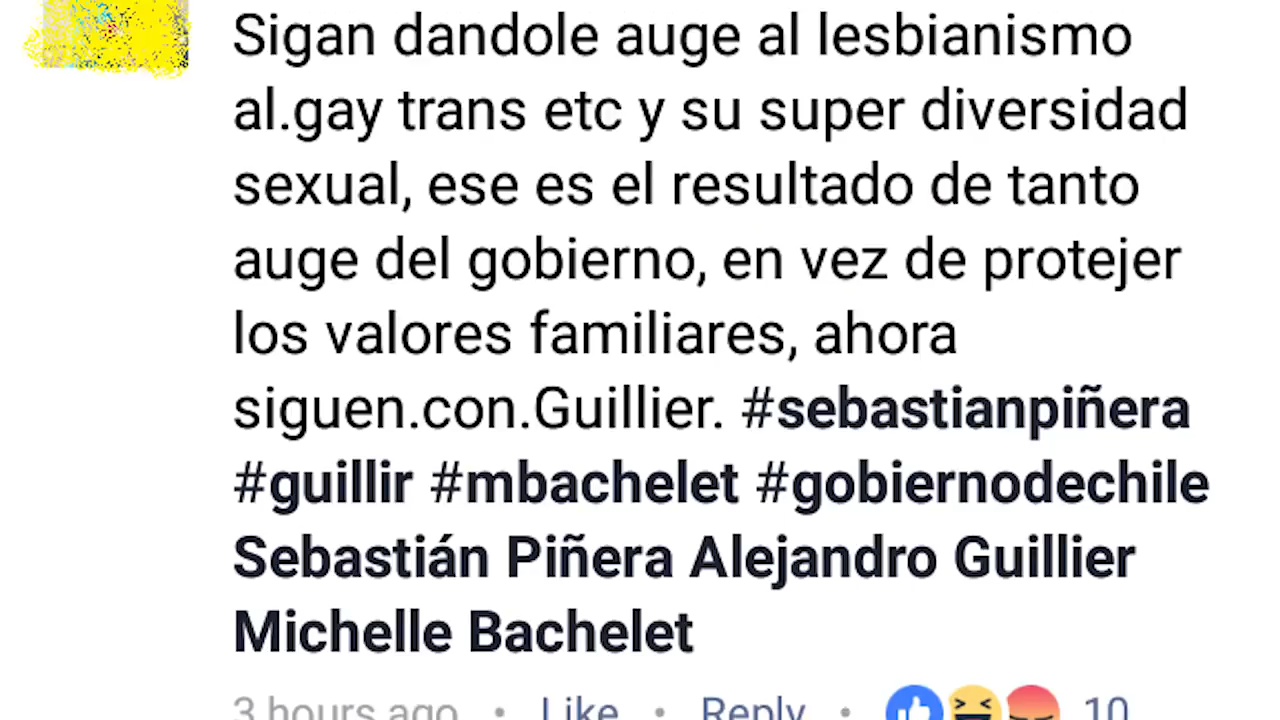 Sigan dandole auge al lesbianismo
al.gay trans etc y su super diversidad
sexual, ese es el resultado de tanto
auge del gobierno, en vez de protejer
los valores familiares, ahora
siguen.con.Guillier. #sebastianpiñera
#guillir #mbachelet #gobiernodechile
Sebastián Piñera Alejandro Guillier
Michelle Bachelet
3 hours ago • Like • Reply • 10